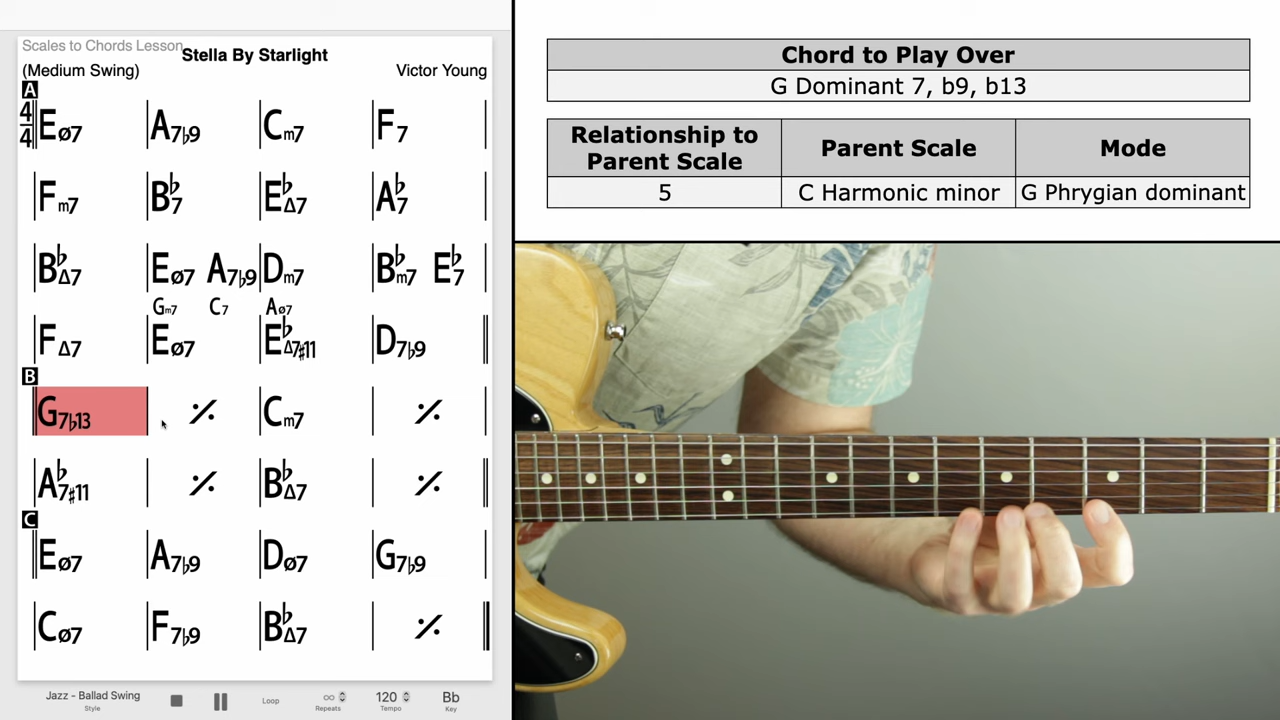 Scales to Chords Lesson
Stella By Starlight
(Medium Swing)
Victor Young
A
4/4 Eø7 A7♭9 Cm7 F7
Fm7 B♭7 E♭Δ7 A♭7
B♭Δ7 Eø7 A7♭9 Dm7 B♭m7 E♭7
Gm7 C7 Aø7
FΔ7 Eø7 E♭Δ7♯11 D7♭9
B
G7♭13 𝄎 Cm7 𝄎
A♭7♯11 𝄎 B♭Δ7 𝄎
C
Eø7 A7♭9 Dø7 G7♭9
Cø7 F7♭9 B♭Δ7 𝄎
Jazz - Ballad Swing
Style
Loop
∞
Repeats
120
Tempo
Bb
Key
Chord to Play Over
G Dominant 7, b9, b13
Relationship to
Parent Scale
Parent Scale
Mode
5
C Harmonic minor
G Phrygian dominant